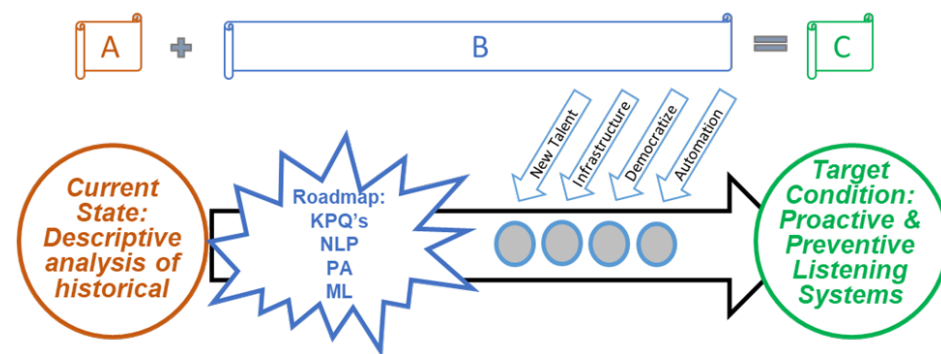 A + B = C
New Talent
Infrastructure
Democratize
Automation
Current
State:
Descriptive
analysis of
historical
Roadmap:
KPQ's
NLP
PA
ML
Target
Condition:
Proactive &
Preventive
Listening
Systems